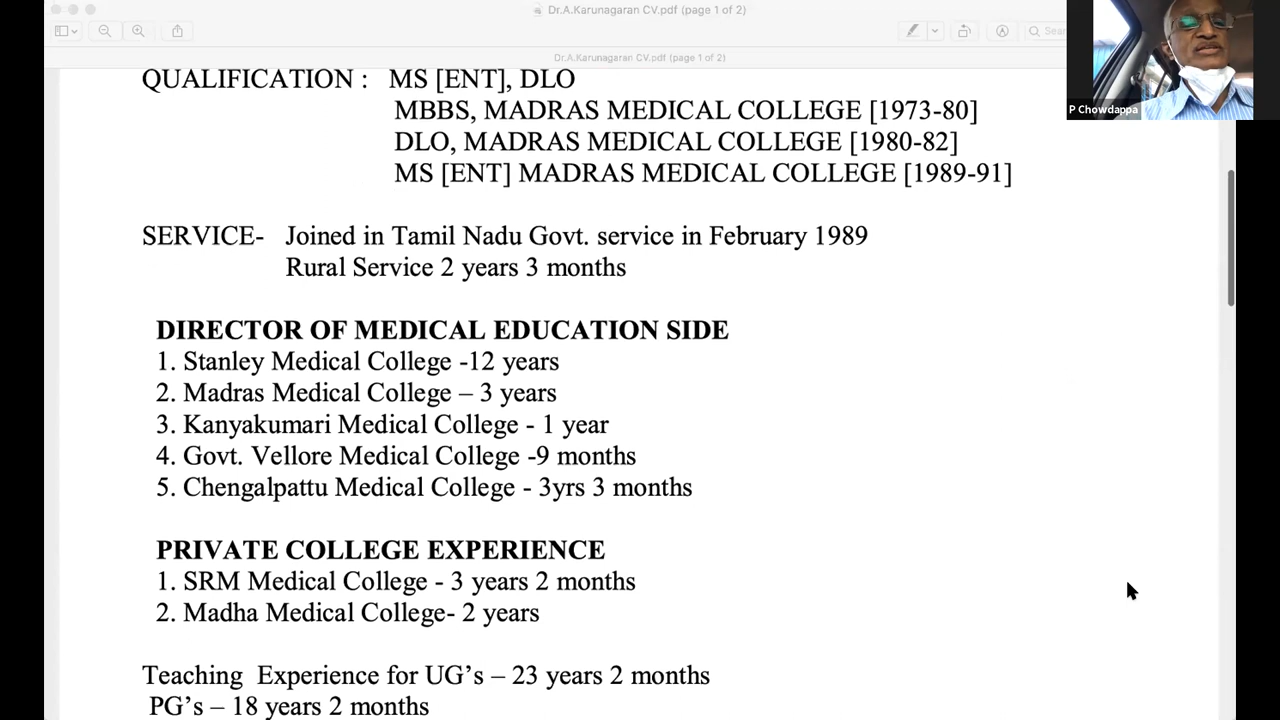 Dr.A.Karunagaran CV.pdf (page 1 of 2)
Sear
Dr.A.Karunagaran CV.pdf (page 1 of 2)
P Chowdappa
QUALIFICATION : MS [ENT], DLO
MBBS, MADRAS MEDICAL COLLEGE [1973-80]
DLO, MADRAS MEDICAL COLLEGE [1980-82]
MS [ENT] MADRAS MEDICAL COLLEGE [1989-91]
SERVICE- Joined in Tamil Nadu Govt. service in February 1989
Rural Service 2 years 3 months
DIRECTOR OF MEDICAL EDUCATION SIDE
1. Stanley Medical College -12 years
2. Madras Medical College – 3 years
3. Kanyakumari Medical College - 1 year
4. Govt. Vellore Medical College -9 months
5. Chengalpattu Medical College - 3yrs 3 months
PRIVATE COLLEGE EXPERIENCE
1. SRM Medical College - 3 years 2 months
2. Madha Medical College- 2 years
Teaching Experience for UG’s – 23 years 2 months
PG’s – 18 years 2 months